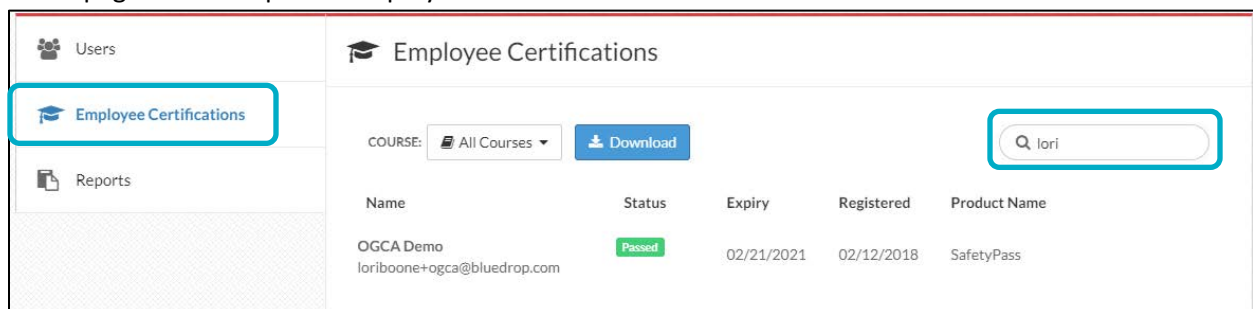 Users
Employee Certifications
Reports
Employee Certifications
COURSE: All Courses Download
lori
Name Status Expiry Registered Product Name
OGCA Demo Passed 02/21/2021 02/12/2018 SafetyPass
loriboone+ogca@bluedrop.com